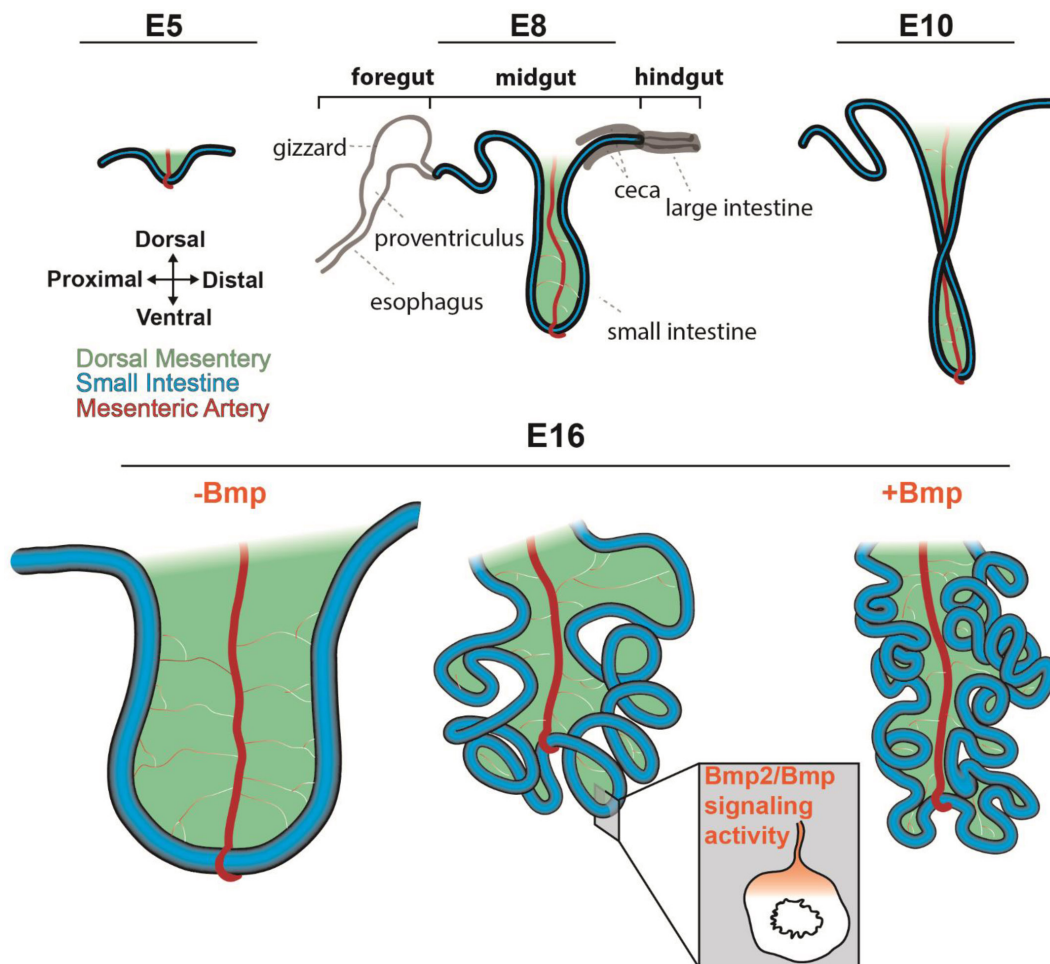 E5
E8
E10
foregut
midgut
hindgut
gizzard
ceca
large intestine
proventriculus
esophagus
small intestine
Dorsal
Proximal
Distal
Ventral
Dorsal Mesentery
Small Intestine
Mesenteric Artery
E16
-Bmp
+Bmp
Bmp2/Bmp
signaling
activity